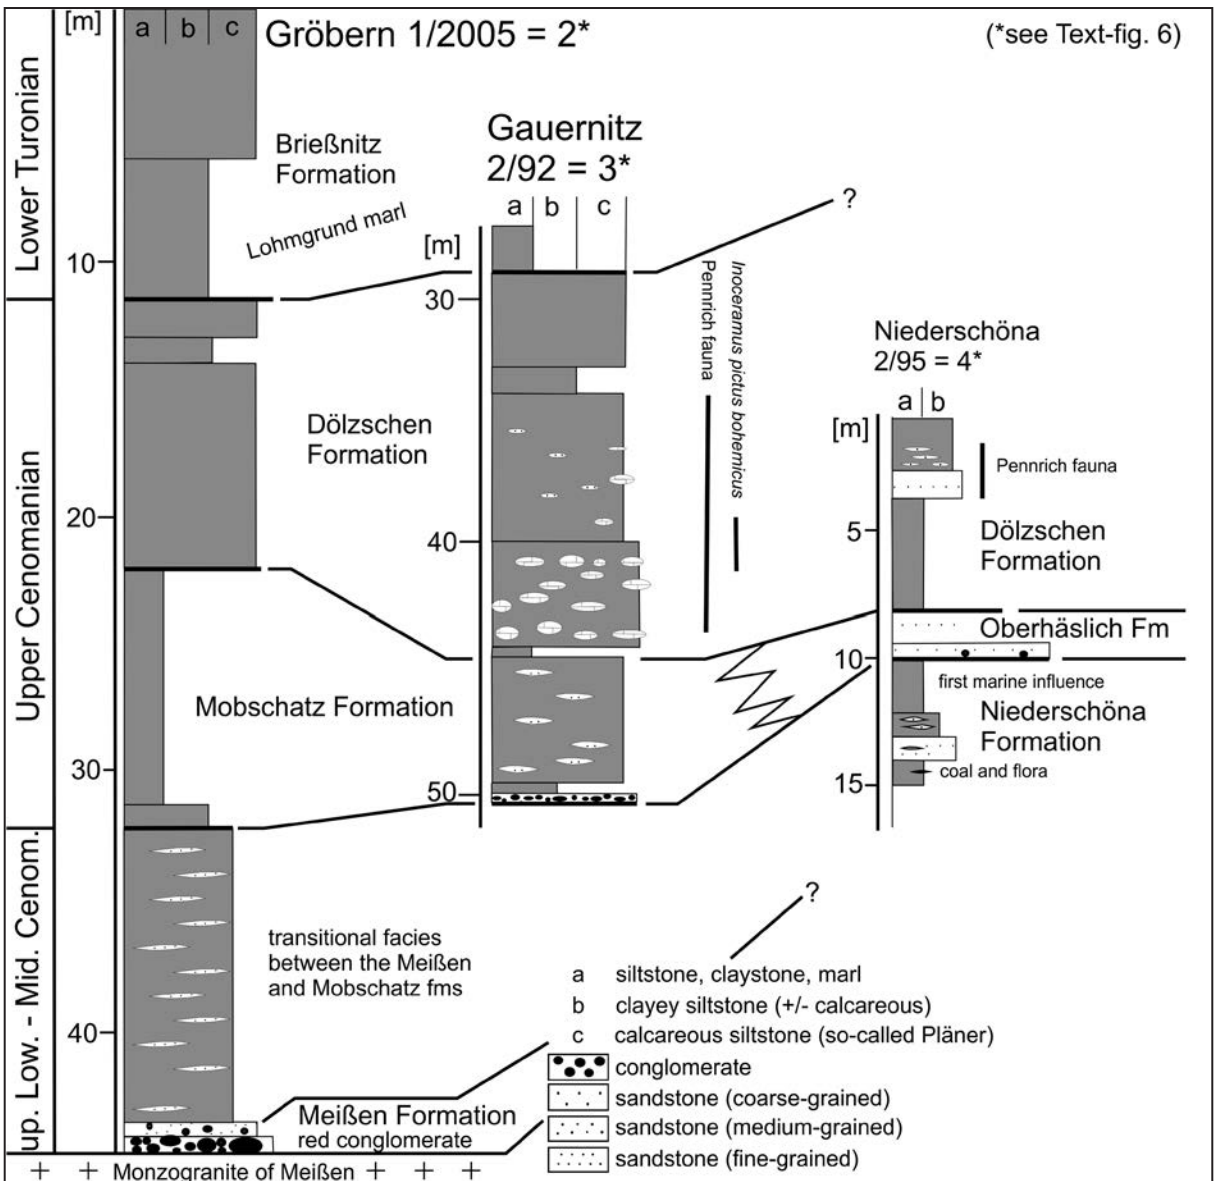 [m]
a b c
Gröbern 1/2005 = 2*
(*see Text-fig. 6)
Lower Turonian
Brießnitz
Formation
Lohmgrund marl
10
Gauernitz
2/92 = 3*
a b c
[m]
?
30
Pennrich fauna
Inoceramus pictus bohemicus
Niederschöna
2/95 = 4*
a b
[m]
Pennrich fauna
Upper Cenomanian
Dölzschen
Formation
20
40
5
Dölzschen
Formation
Oberhäslich Fm
10
first marine influence
Mobschatz Formation
Niederschöna
Formation
30
50
coal and flora
15
up. Low. - Mid. Cenom.
transitional facies
between the Meißen
and Mobschatz fms
40
?
a siltstone, claystone, marl
b clayey siltstone (+/- calcareous)
c calcareous siltstone (so-called Pläner)
conglomerate
sandstone (coarse-grained)
sandstone (medium-grained)
sandstone (fine-grained)
Meißen Formation
red conglomerate
+ + Monzogranite of Meißen + + + +